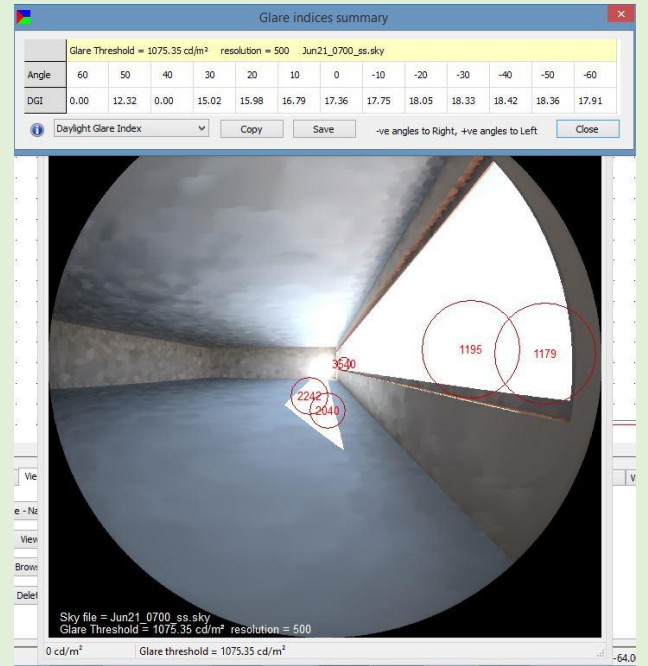 Glare indices summary
Glare Threshold = 1075.35 cd/m² resolution = 500 Jun21_0700_ss.sky
Angle 60 50 40 30 20 10 0 -10 -20 -30 -40 -50 -60
DGI 0.00 12.32 0.00 15.02 15.98 16.79 17.36 17.75 18.05 18.33 18.42 18.36 17.91
Daylight Glare Index Copy Save -ve angles to Right, +ve angles to Left Close
1195
1179
3540
2242
2040
Vie
e - Na
View
Brows
Delet
Sky file = Jun21_0700_ss.sky
Glare Threshold = 1075.35 cd/m² resolution = 500
0 cd/m² Glare threshold = 1075.35 cd/m²
-64.0